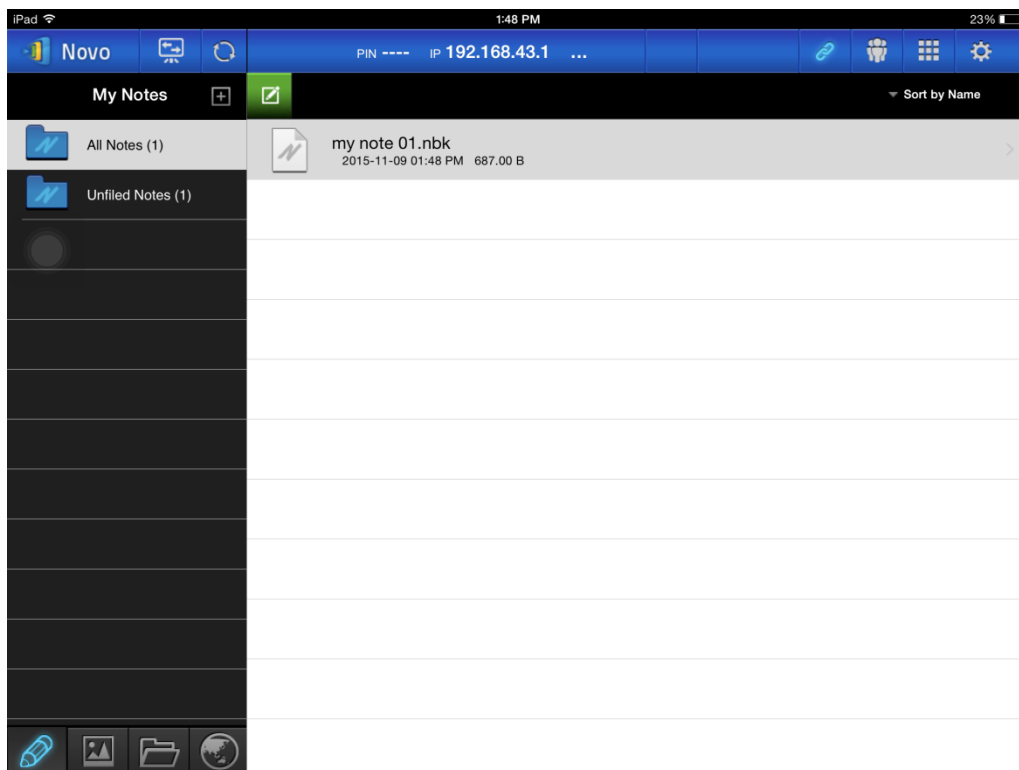 iPad 1:48 PM 23%
Novo PIN ---- IP 192.168.43.1 ...
My Notes Sort by Name
All Notes (1) my note 01.nbk
2015-11-09 01:48 PM 687.00 B
Unfiled Notes (1)